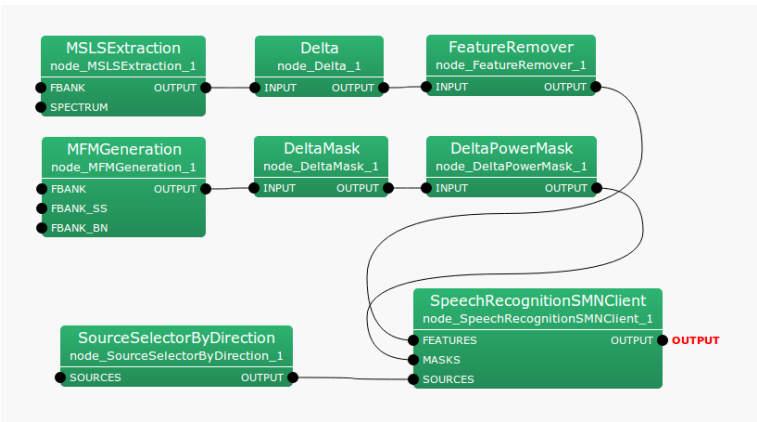 MSLSExtraction
node_MSLSExtraction_1
FBANK OUTPUT
SPECTRUM
Delta
node_Delta_1
INPUT OUTPUT
FeatureRemover
node_FeatureRemover_1
INPUT OUTPUT
MFMGeneration
node_MFMGeneration_1
FBANK OUTPUT
FBANK_SS
FBANK_BN
DeltaMask
node_DeltaMask_1
INPUT OUTPUT
DeltaPowerMask
node_DeltaPowerMask_1
INPUT OUTPUT
SourceSelectorByDirection
node_SourceSelectorByDirection_1
SOURCES OUTPUT
SpeechRecognitionSMNClient
node_SpeechRecognitionSMNClient_1
FEATURES OUTPUT OUTPUT
MASKS
SOURCES